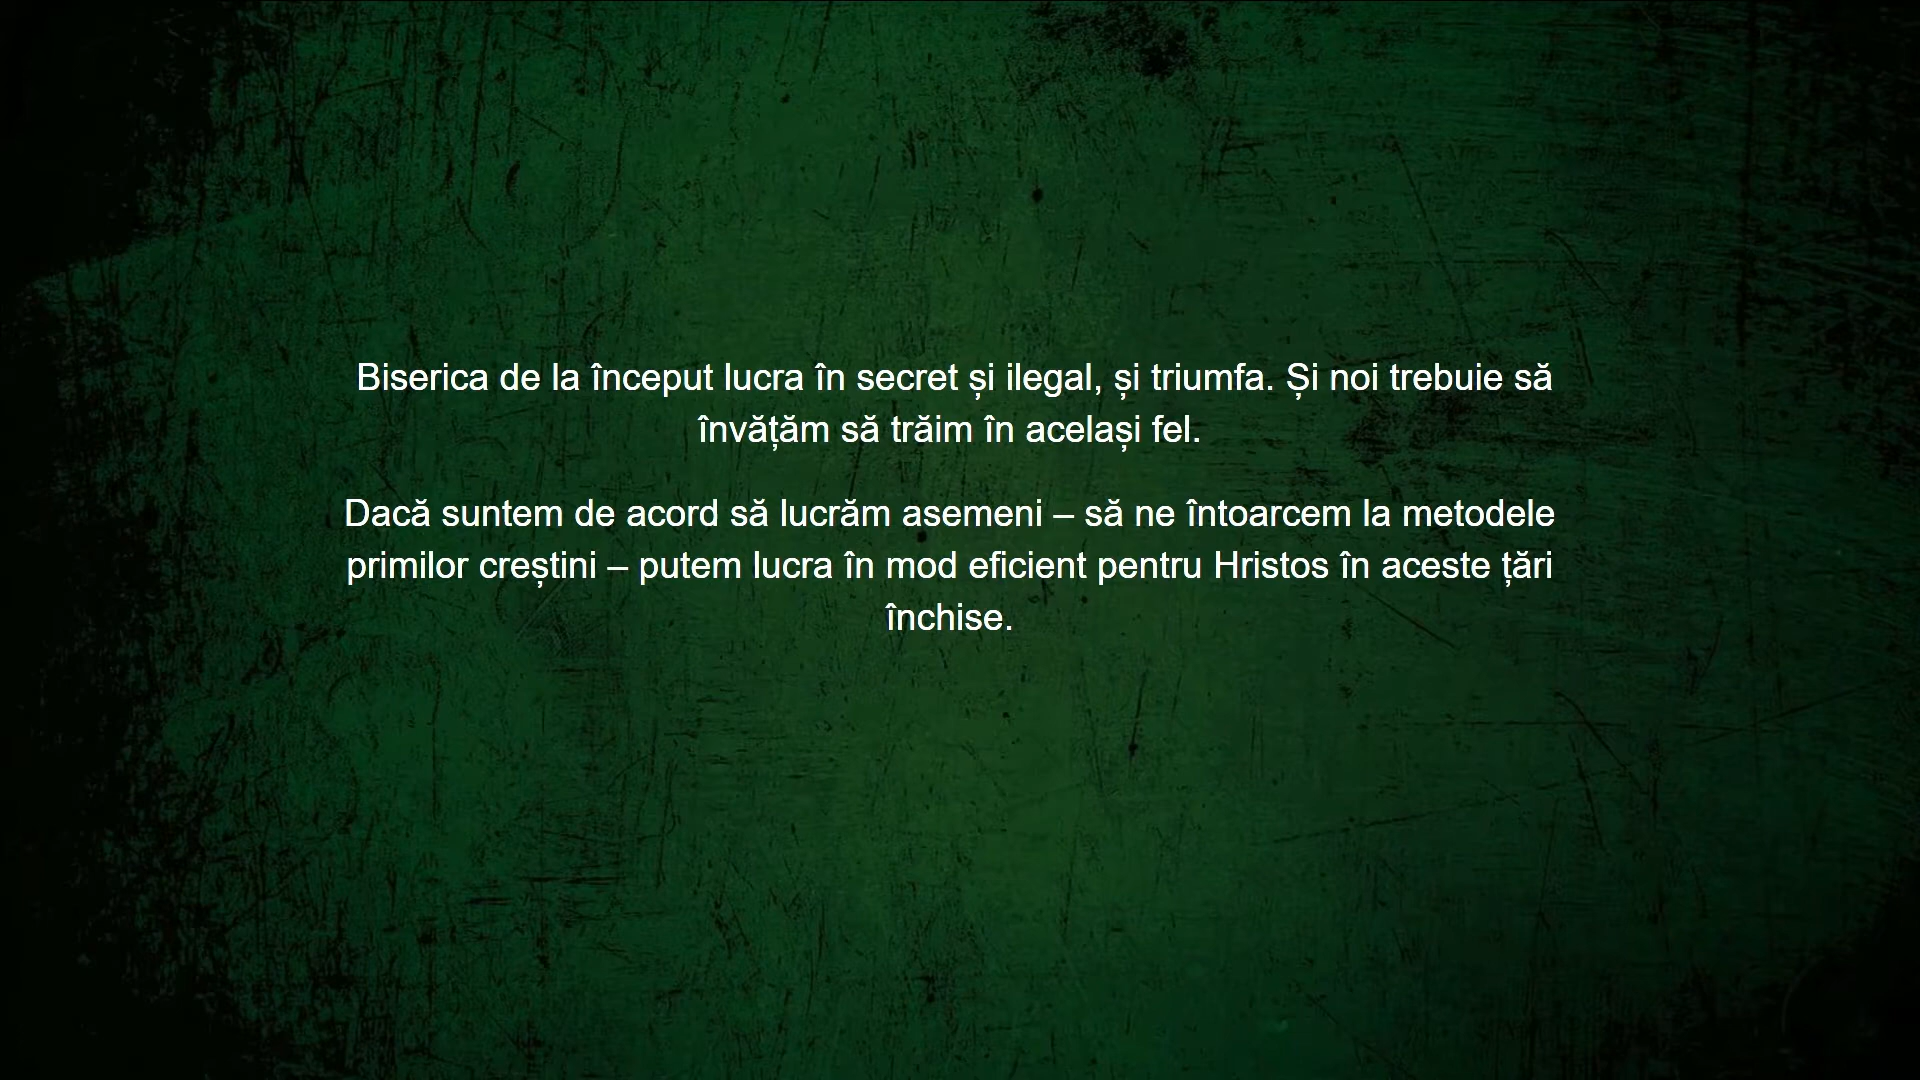 Biserica de la început lucra în secret și ilegal, și triumfa. Și noi trebuie să
învățăm să trăim în același fel.
Dacă suntem de acord să lucrăm asemeni – să ne întoarcem la metodele
primilor creștini – putem lucra în mod eficient pentru Hristos în aceste țări
închise.